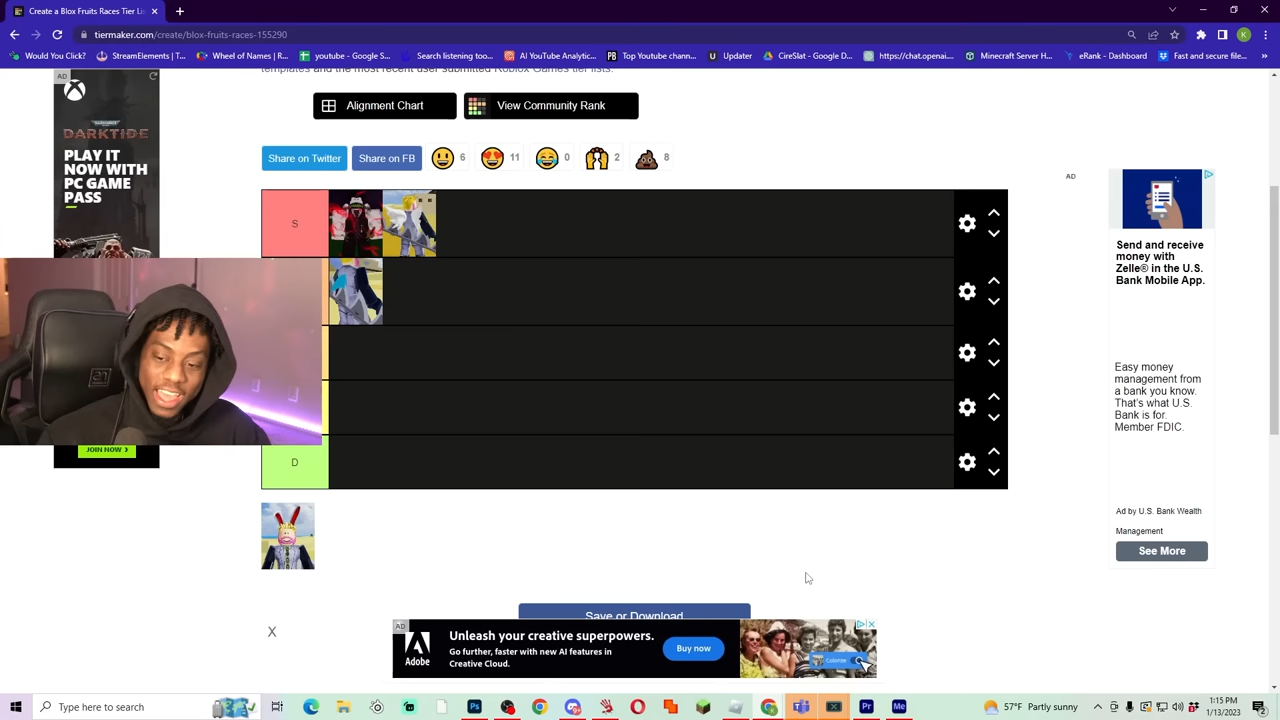 Create a Blox Fruits Races Tier Li
tiermaker.com/create/blox-fruits-races-155290
Would You Click?
StreamElements | T...
Wheel of Names | R...
youtube - Google S...
Search listening too...
AI YouTube Analytic...
Top Youtube chann...
Updater
CireSlat - Google D...
https://chat.openai...
Minecraft Server H...
eRank - Dashboard
Fast and secure file...
templates and the most recent user submitted Roblox Games tier lists.
Alignment Chart
View Community Rank
Share on Twitter
Share on FB
6
11
0
2
8
AD
DARKTIDE
PLAY IT
NOW WITH
PC GAME
PASS
JOIN NOW
S
D
AD
Send and receive
money with
Zelle® in the U.S.
Bank Mobile App.
Easy money
management from
a bank you know.
That's what U.S.
Bank is for.
Member FDIC.
Ad by U.S. Bank Wealth
Management
See More
Save or Download
X
AD
Adobe
Unleash your creative superpowers.
Go further, faster with new AI features in
Creative Cloud.
Buy now
Colorize
Type here to search
57°F Partly sunny
1:15 PM
1/13/2023